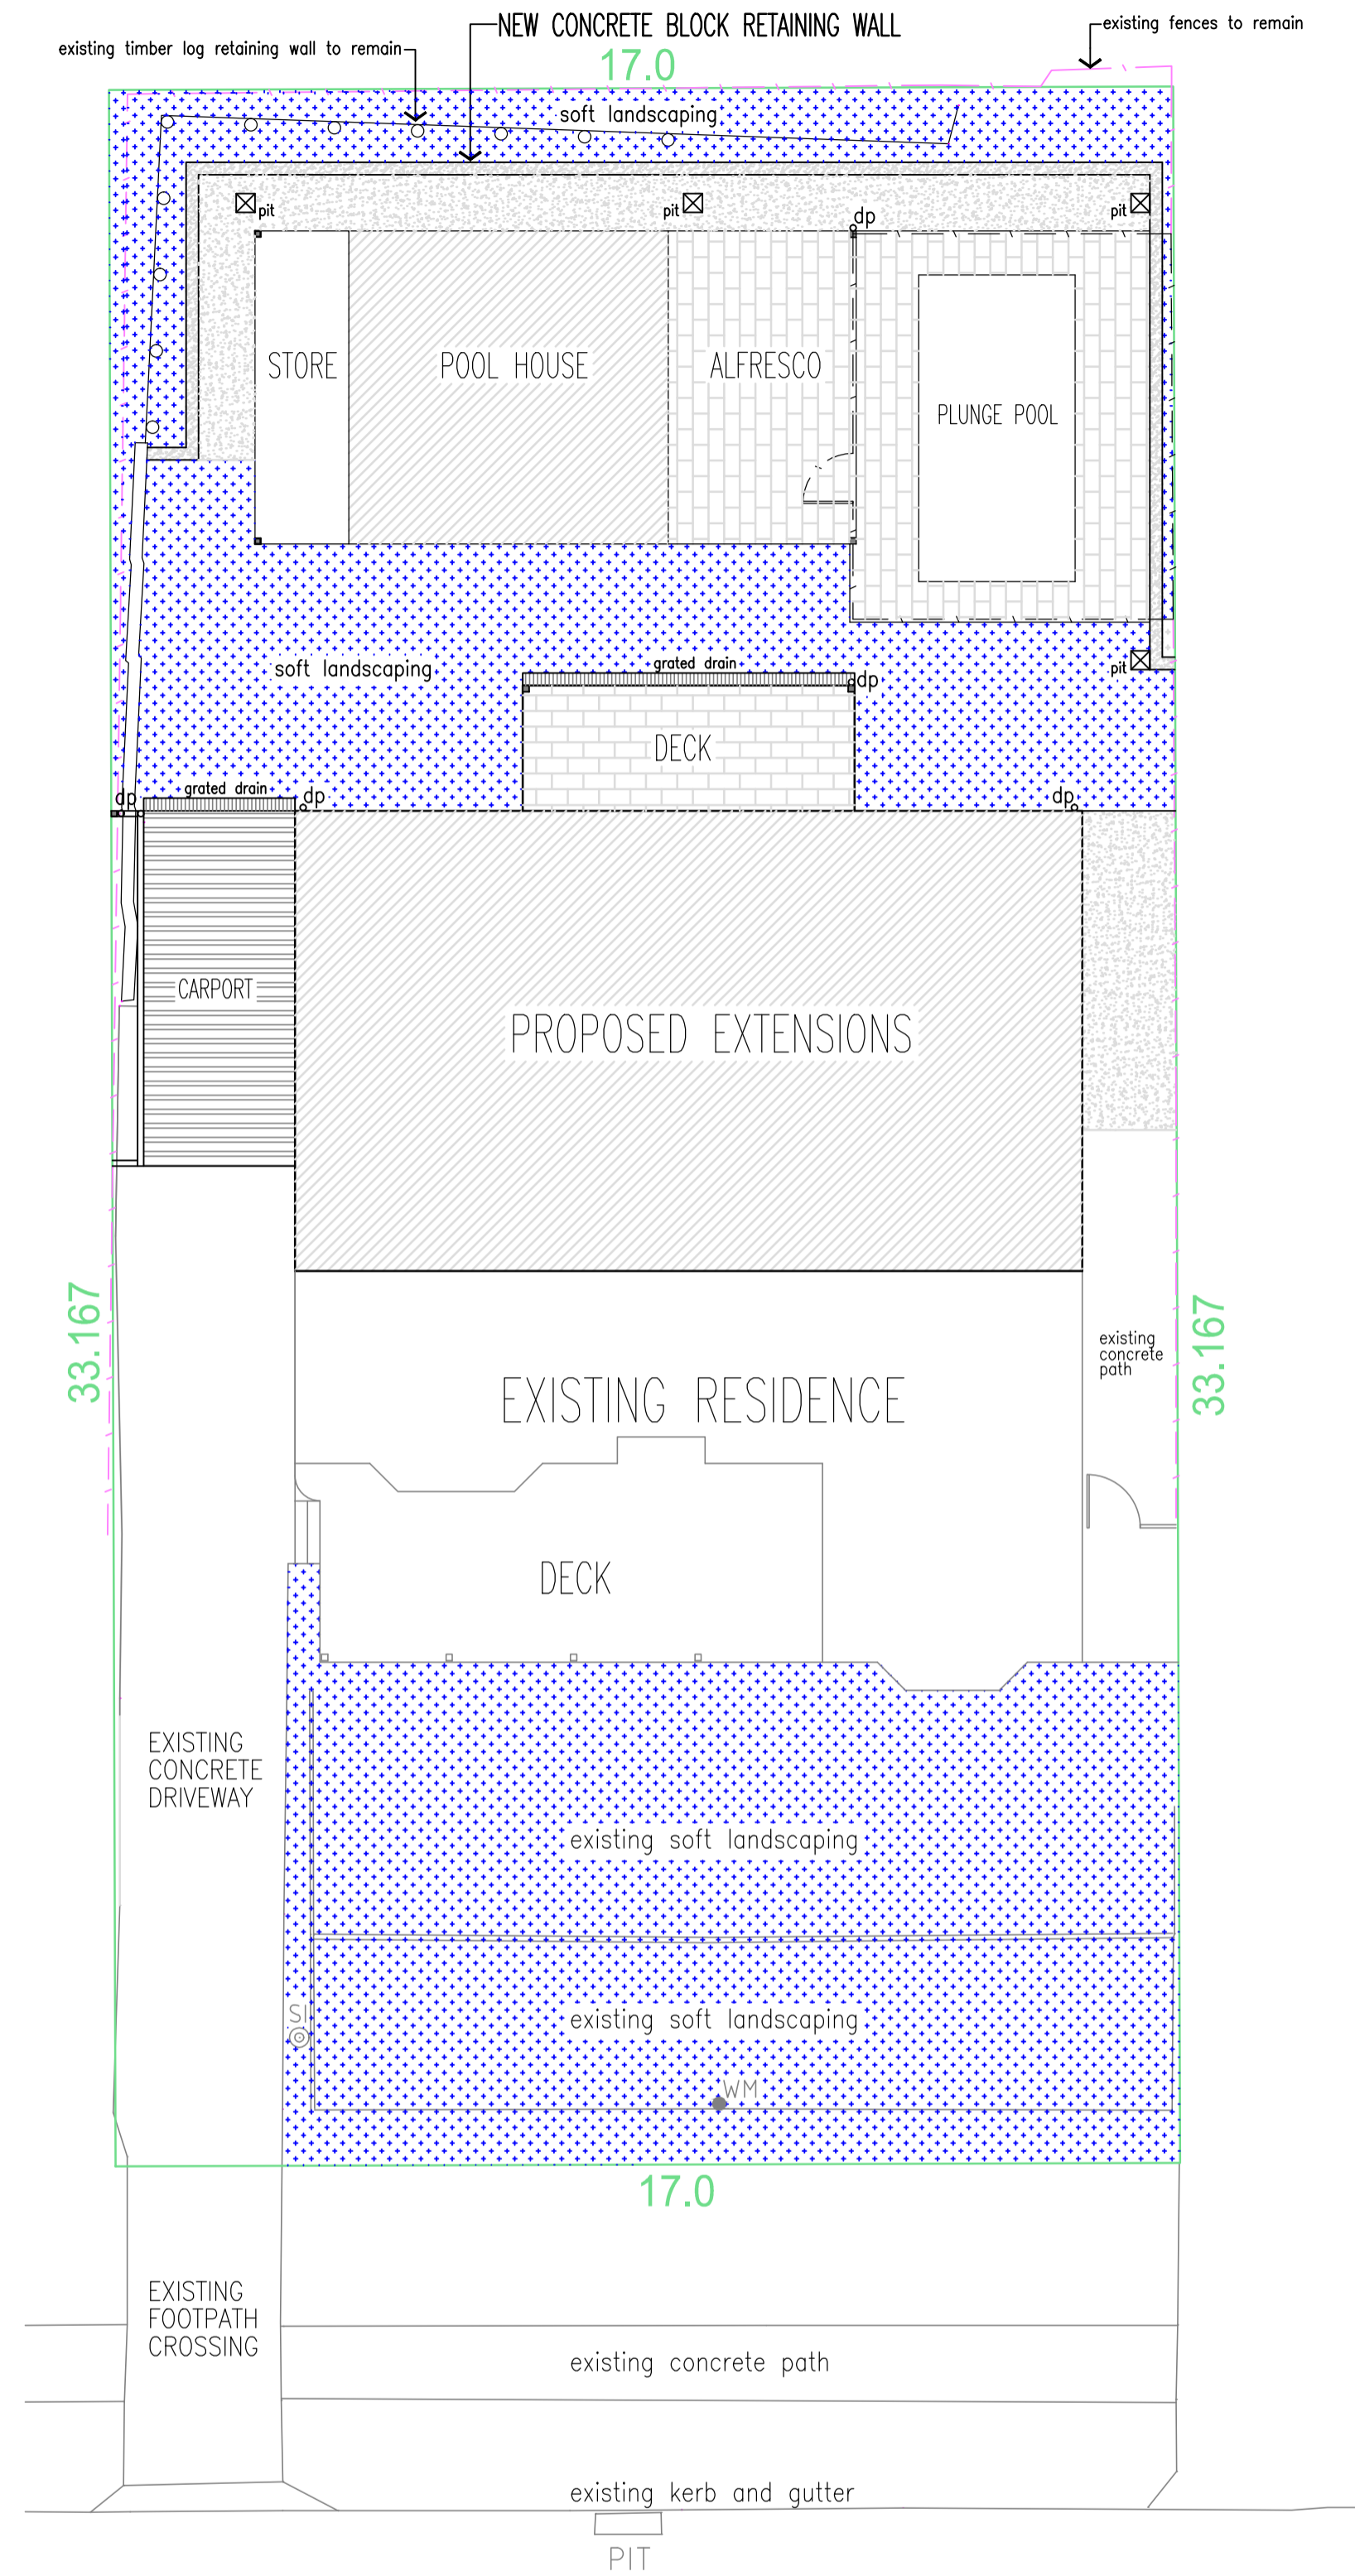 NEW CONCRETE BLOCK RETAINING WALL
existing fences to remain
existing timber log retaining wall to remain
17.0
soft landscaping
pit
pit
pit
dp
STORE
POOL HOUSE
ALFRESCO
PLUNGE POOL
soft landscaping
grated drain
pit
dp
DECK
grated drain
dp
dp
dp
CARPORT
PROPOSED EXTENSIONS
33.167
33.167
existing
concrete
path
EXISTING RESIDENCE
DECK
EXISTING
CONCRETE
DRIVEWAY
existing soft landscaping
SI
existing soft landscaping
WM
17.0
EXISTING
FOOTPATH
CROSSING
existing concrete path
existing kerb and gutter
PIT